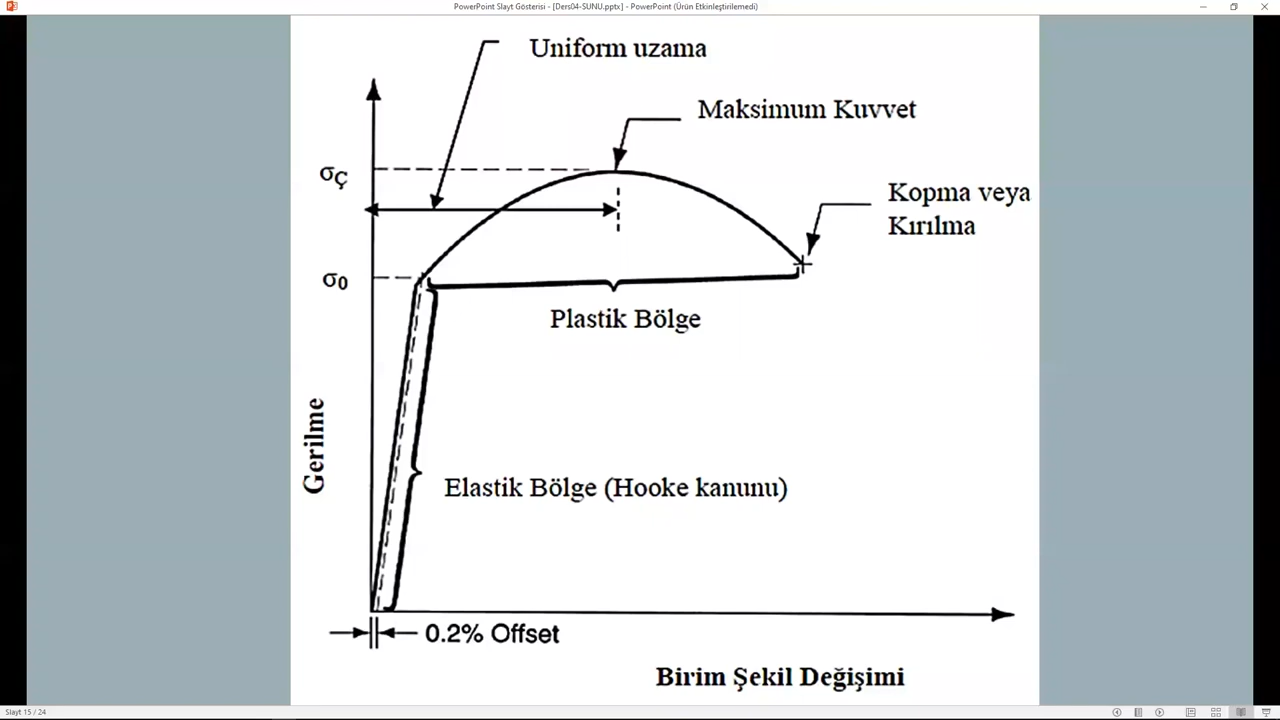 PowerPoint Slayt Gösterisi - [Ders04-SUNU.pptx] - PowerPoint (Ürün Etkinleştirilemedi)
Uniform uzama
Maksimum Kuvvet
σÇ
Kopma veya
Kırılma
σ0
Plastik Bölge
Gerilme
Elastik Bölge (Hooke kanunu)
0.2% Offset
Birim Şekil Değişimi
Slayt 15 / 24